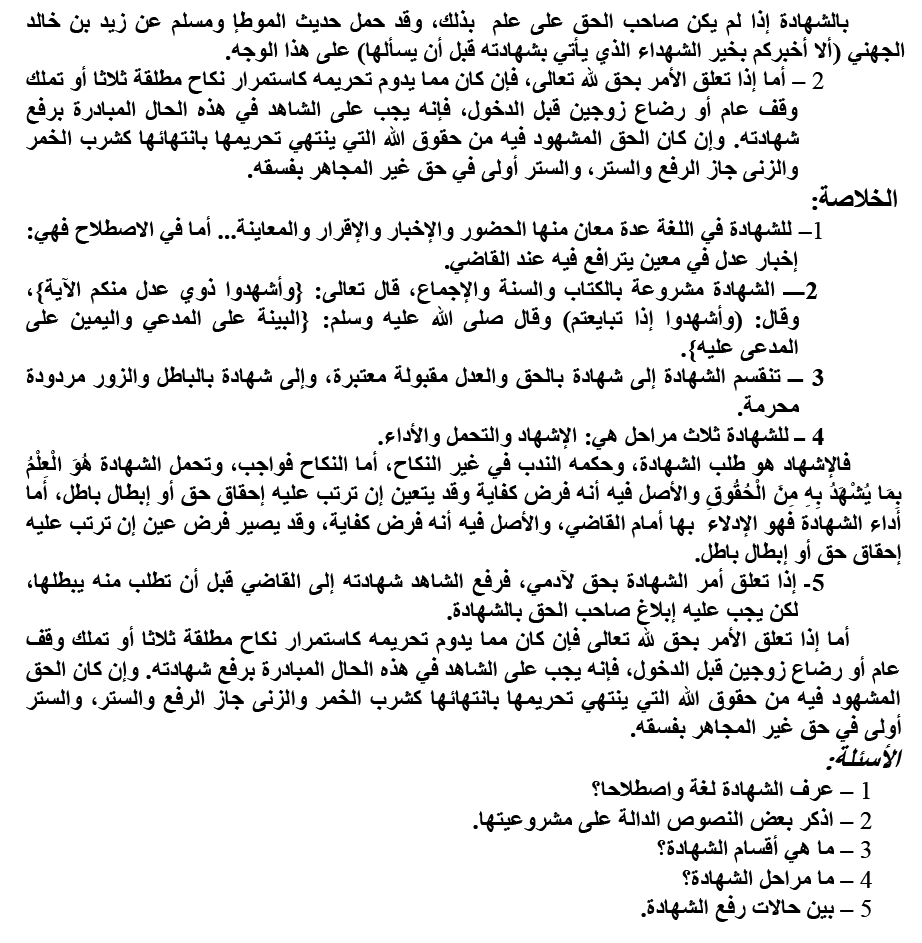 بالشهادة إذا لم يكن صاحب الحق على علم بذلك، وقد حمل حديث الموطإ ومسلم عن زيد بن خالد
الجهني (ألا أخبركم بخير الشهداء الذي يأتي بشهادته قبل أن يسألها) على هذا الوجه.
2 – أما إذا تعلق الأمر بحق لله تعالى، فإن كان مما يدوم تحريمه كاستمرار نكاح مطلقة ثلاثا أو تملك
وقف عام أو رضاع زوجين قبل الدخول، فإنه يجب على الشاهد في هذه الحال المبادرة برفع
شهادته. وإن كان الحق المشهود فيه من حقوق الله التي ينتهي تحريمها بانتهائها كشرب الخمر
والزنى جاز الرفع والستر، والستر أولى في حق غير المجاهر بفسقه.
الخلاصة:
1– للشهادة في اللغة عدة معان منها الحضور والإخبار والإقرار والمعاينة... أما في الاصطلاح فهي:
إخبار عدل في معين يترافع فيه عند القاضي.
2— الشهادة مشروعة بالكتاب والسنة والإجماع، قال تعالى: {وأشهدوا ذوي عدل منكم الآية}،
وقال: (وأشهدوا إذا تبايعتم) وقال صلى الله عليه وسلم: {البينة على المدعي واليمين على
المدعى عليه}.
3 – تنقسم الشهادة إلى شهادة بالحق والعدل مقبولة معتبرة، وإلى شهادة بالباطل والزور مردودة
محرمة.
4 – للشهادة ثلاث مراحل هي: الإشهاد والتحمل والأداء.
فالإشهاد هو طلب الشهادة، وحكمه الندب في غير النكاح، أما النكاح فواجب، وتحمل الشهادة هُوَ الْعِلْمُ
بِمَا يُشْهَدُ بِهِ مِنَ الْحُقُوقِ والأصل فيه أنه فرض كفاية وقد يتعين إن ترتب عليه إحقاق حق أو إبطال باطل، أما
أداء الشهادة فهو الإدلاء بها أمام القاضي، والأصل فيه أنه فرض كفاية، وقد يصير فرض عين إن ترتب عليه
إحقاق حق أو إبطال باطل.
5- إذا تعلق أمر الشهادة بحق لآدمي، فرفع الشاهد شهادته إلى القاضي قبل أن تطلب منه يبطلها،
لكن يجب عليه إبلاغ صاحب الحق بالشهادة.
أما إذا تعلق الأمر بحق لله تعالى فإن كان مما يدوم تحريمه كاستمرار نكاح مطلقة ثلاثا أو تملك وقف
عام أو رضاع زوجين قبل الدخول، فإنه يجب على الشاهد في هذه الحال المبادرة برفع شهادته. وإن كان الحق
المشهود فيه من حقوق الله التي ينتهي تحريمها بانتهائها كشرب الخمر والزنى جاز الرفع والستر، والستر
أولى في حق غير المجاهر بفسقه.
الأسئلة:
1 – عرف الشهادة لغة واصطلاحا؟
2 – اذكر بعض النصوص الدالة على مشروعيتها.
3 – ما هي أقسام الشهادة؟
4 – ما مراحل الشهادة؟
5 – بين حالات رفع الشهادة.